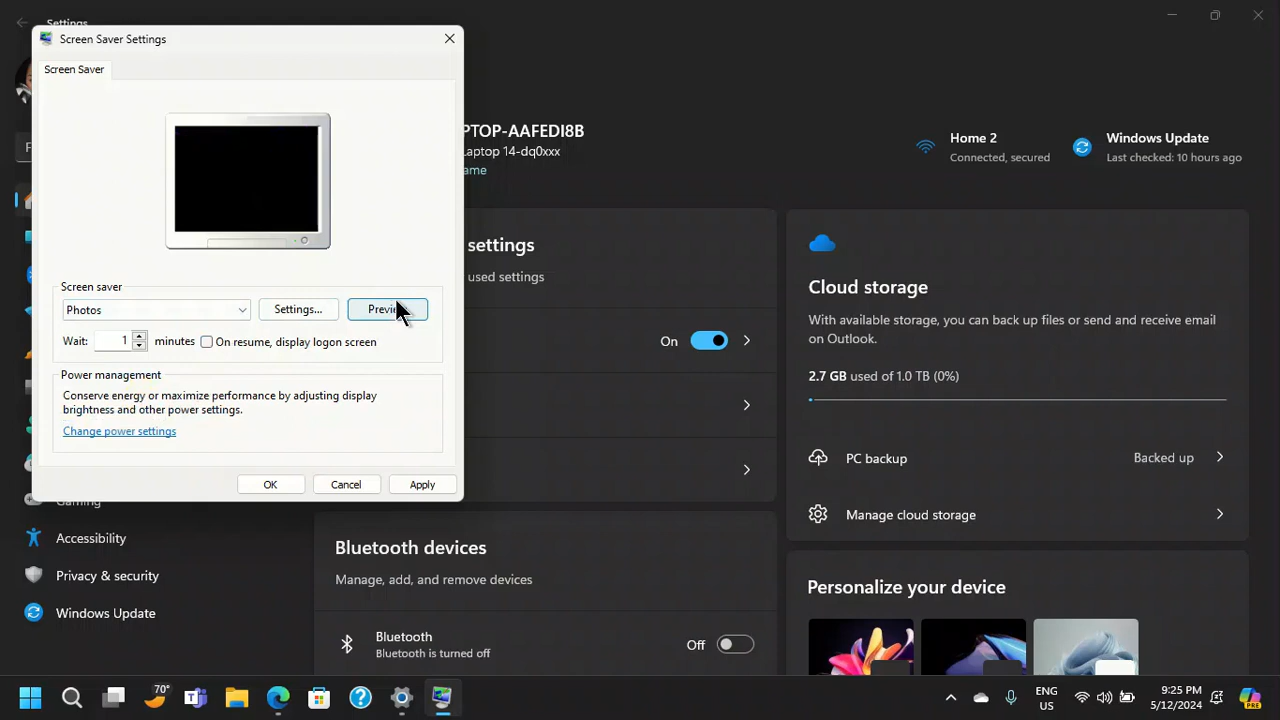 Settings
Screen Saver Settings
Screen Saver
PTOP-AAFEDI8B
Laptop 14-dq0xxx
ame
Home 2
Connected, secured
Windows Update
Last checked: 10 hours ago
settings
used settings
Screen saver
Photos
Settings...
Wait: 1 minutes
On resume, display logon screen
On
Power management
Conserve energy or maximize performance by adjusting display
brightness and other power settings.
Change power settings
OK
Cancel
Apply
Cloud storage
With available storage, you can back up files or send and receive email
on Outlook.
2.7 GB used of 1.0 TB (0%)
PC backup
Backed up
Manage cloud storage
Gaming
Accessibility
Privacy & security
Windows Update
Bluetooth devices
Manage, add, and remove devices
Bluetooth
Bluetooth is turned off
Off
Personalize your device
70°
ENG
US
9:25 PM
5/12/2024
PRE